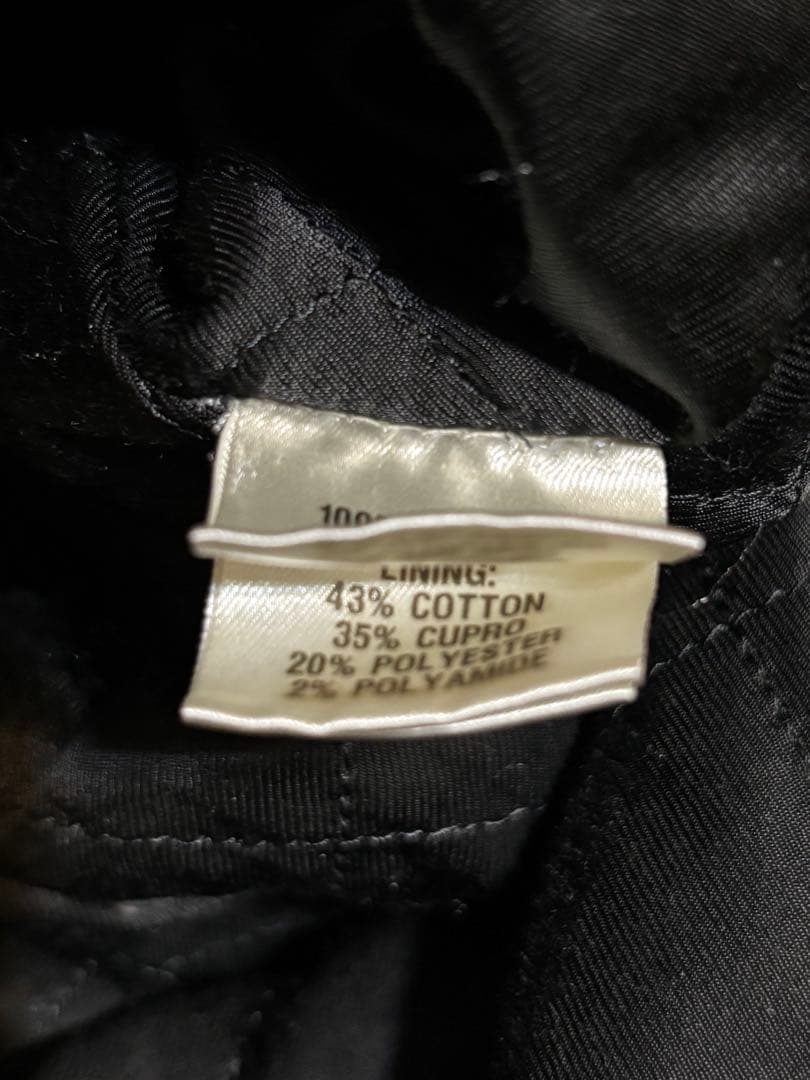 LINING:
43% COTTON
35% CUPRO
20% POLYESTER
2% POLYAMIDE